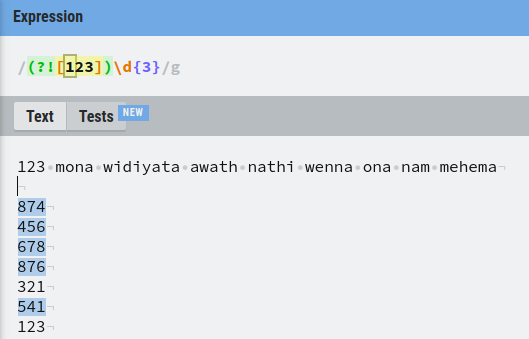 Expression
/(?![123])\d{3}/g
Text Tests NEW
123 mona widiyata awath nathi wenna ona nam mehema
874
456
678
876
321
541
123